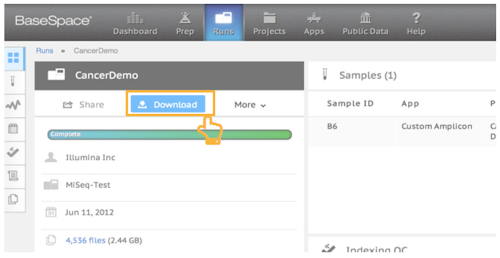 BaseSpace®
Dashboard Prep Runs Projects Apps Public Data Help
Runs » CancerDemo
CancerDemo
Share Download More
Complete
Illumina Inc
MiSeq-Test
Jun 11, 2012
4,536 files (2.44 GB)
Samples (1)
Sample ID App
B6 Custom Amplicon
Indexing QC